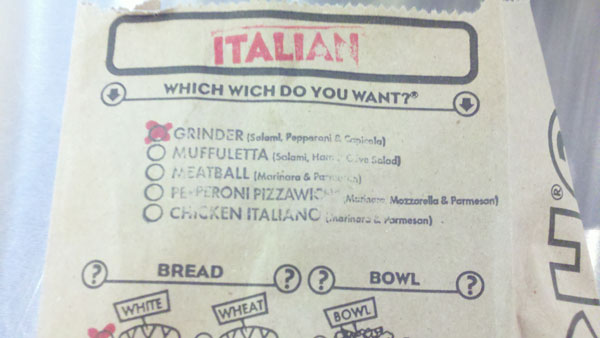 ITALIAN
WHICH WICH DO YOU WANT?®
GRINDER (Salami, Pepperoni & Capicola)
MUFFULETTA (Salami, Ham, Olive Salad)
MEATBALL (Marinara & Parmesan)
PEPPERONI PIZZAWICH (Marinara, Mozzarella & Parmesan)
CHICKEN ITALIANO (Marinara & Parmesan)
? BREAD ? ? BOWL ?
WHITE WHEAT BOWL
®